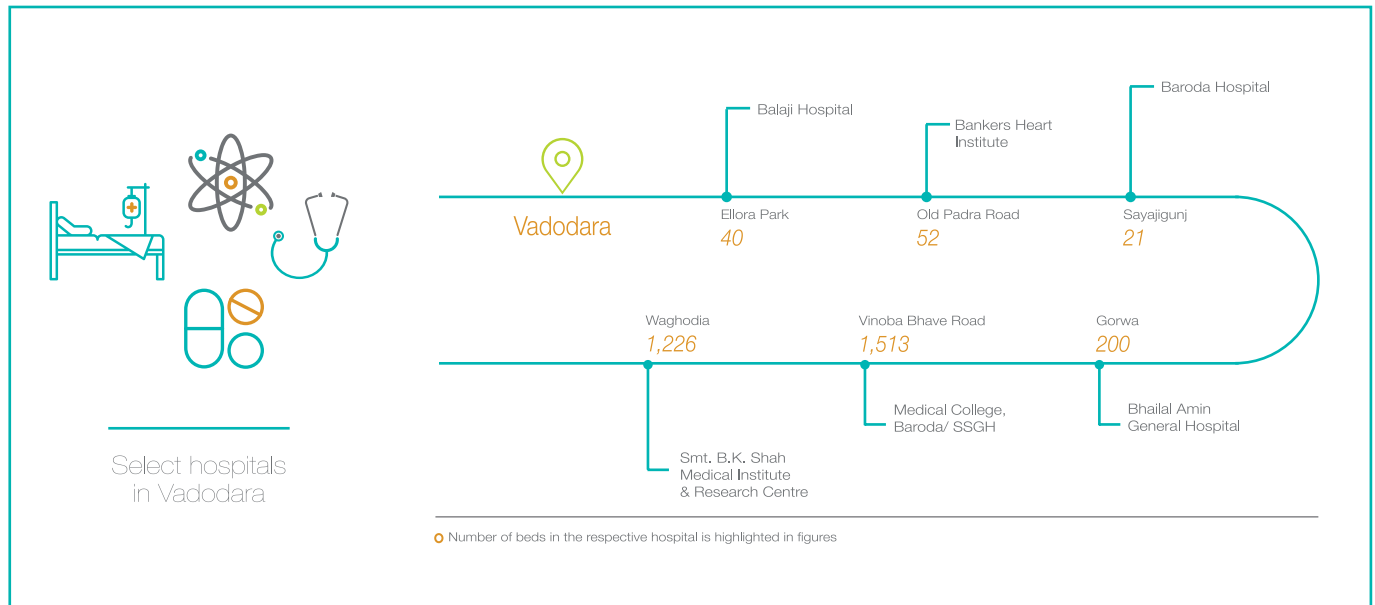 Baroda Hospital
Balaji Hospital
Bankers Heart
Institute
Vadodara
Ellora Park
40
Old Padra Road
52
Sayajigunj
21
Waghodia
1,226
Vinoba Bhave Road
1,513
Gorwa
200
Medical College,
Baroda/ SSGH
Bhailal Amin
General Hospital
Smt. B.K. Shah
Medical Institute
& Research Centre
Select hospitals
in Vadodara
Number of beds in the respective hospital is highlighted in figures